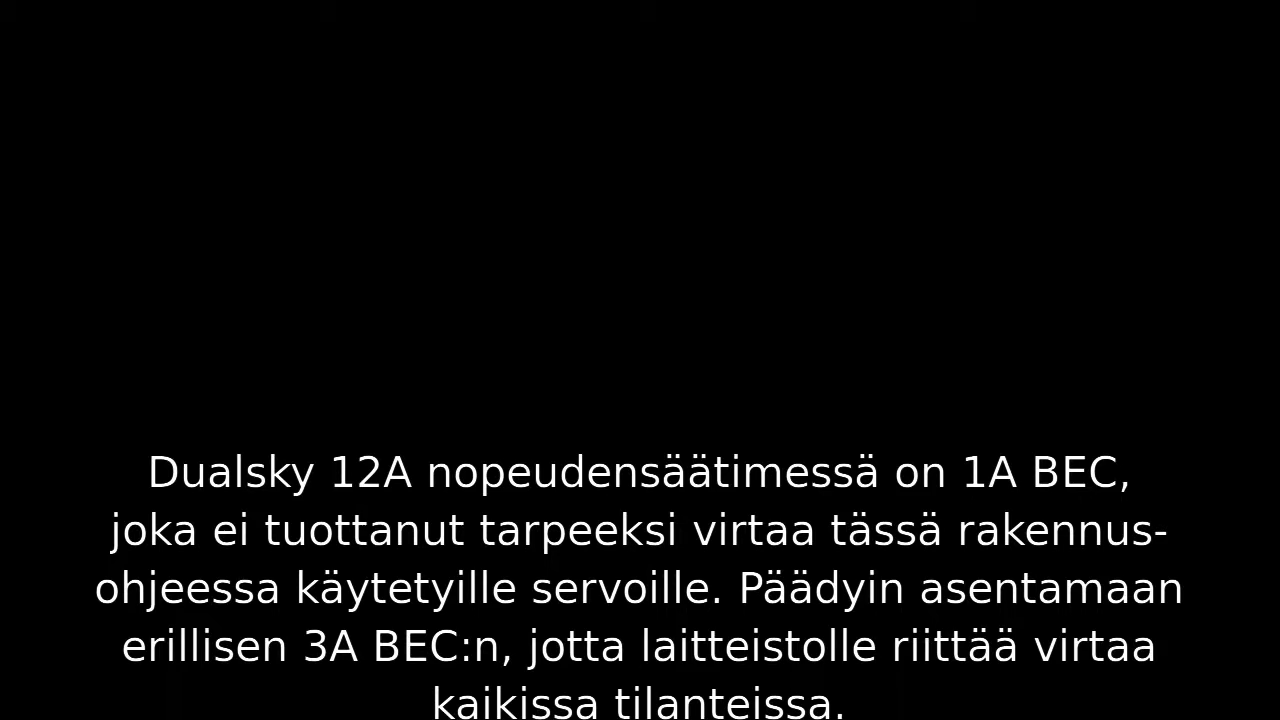 Dualsky 12A nopeudensäätimessä on 1A BEC,
joka ei tuottanut tarpeeksi virtaa tässä rakennus-
ohjeessa käytetyille servoille. Päädyin asentamaan
erillisen 3A BEC:n, jotta laitteistolle riittää virtaa
kaikissa tilanteissa.